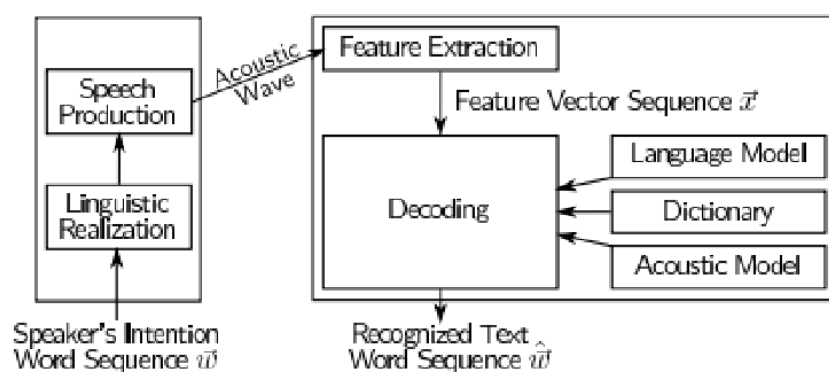 Speech
Production
Linguistic
Realization
Speaker's Intention
Word Sequence w⃗
Acoustic
Wave
Feature Extraction
Feature Vector Sequence x⃗
Decoding
Language Model
Dictionary
Acoustic Model
Recognized Text
Word Sequence ŵ⃗